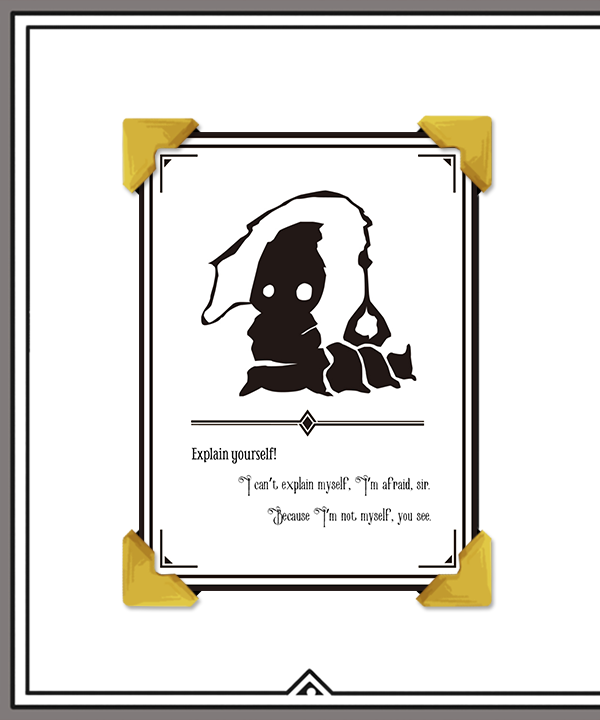 Explain yourself!
I can't explain myself, I'm afraid, sir.
Because I'm not myself, you see.